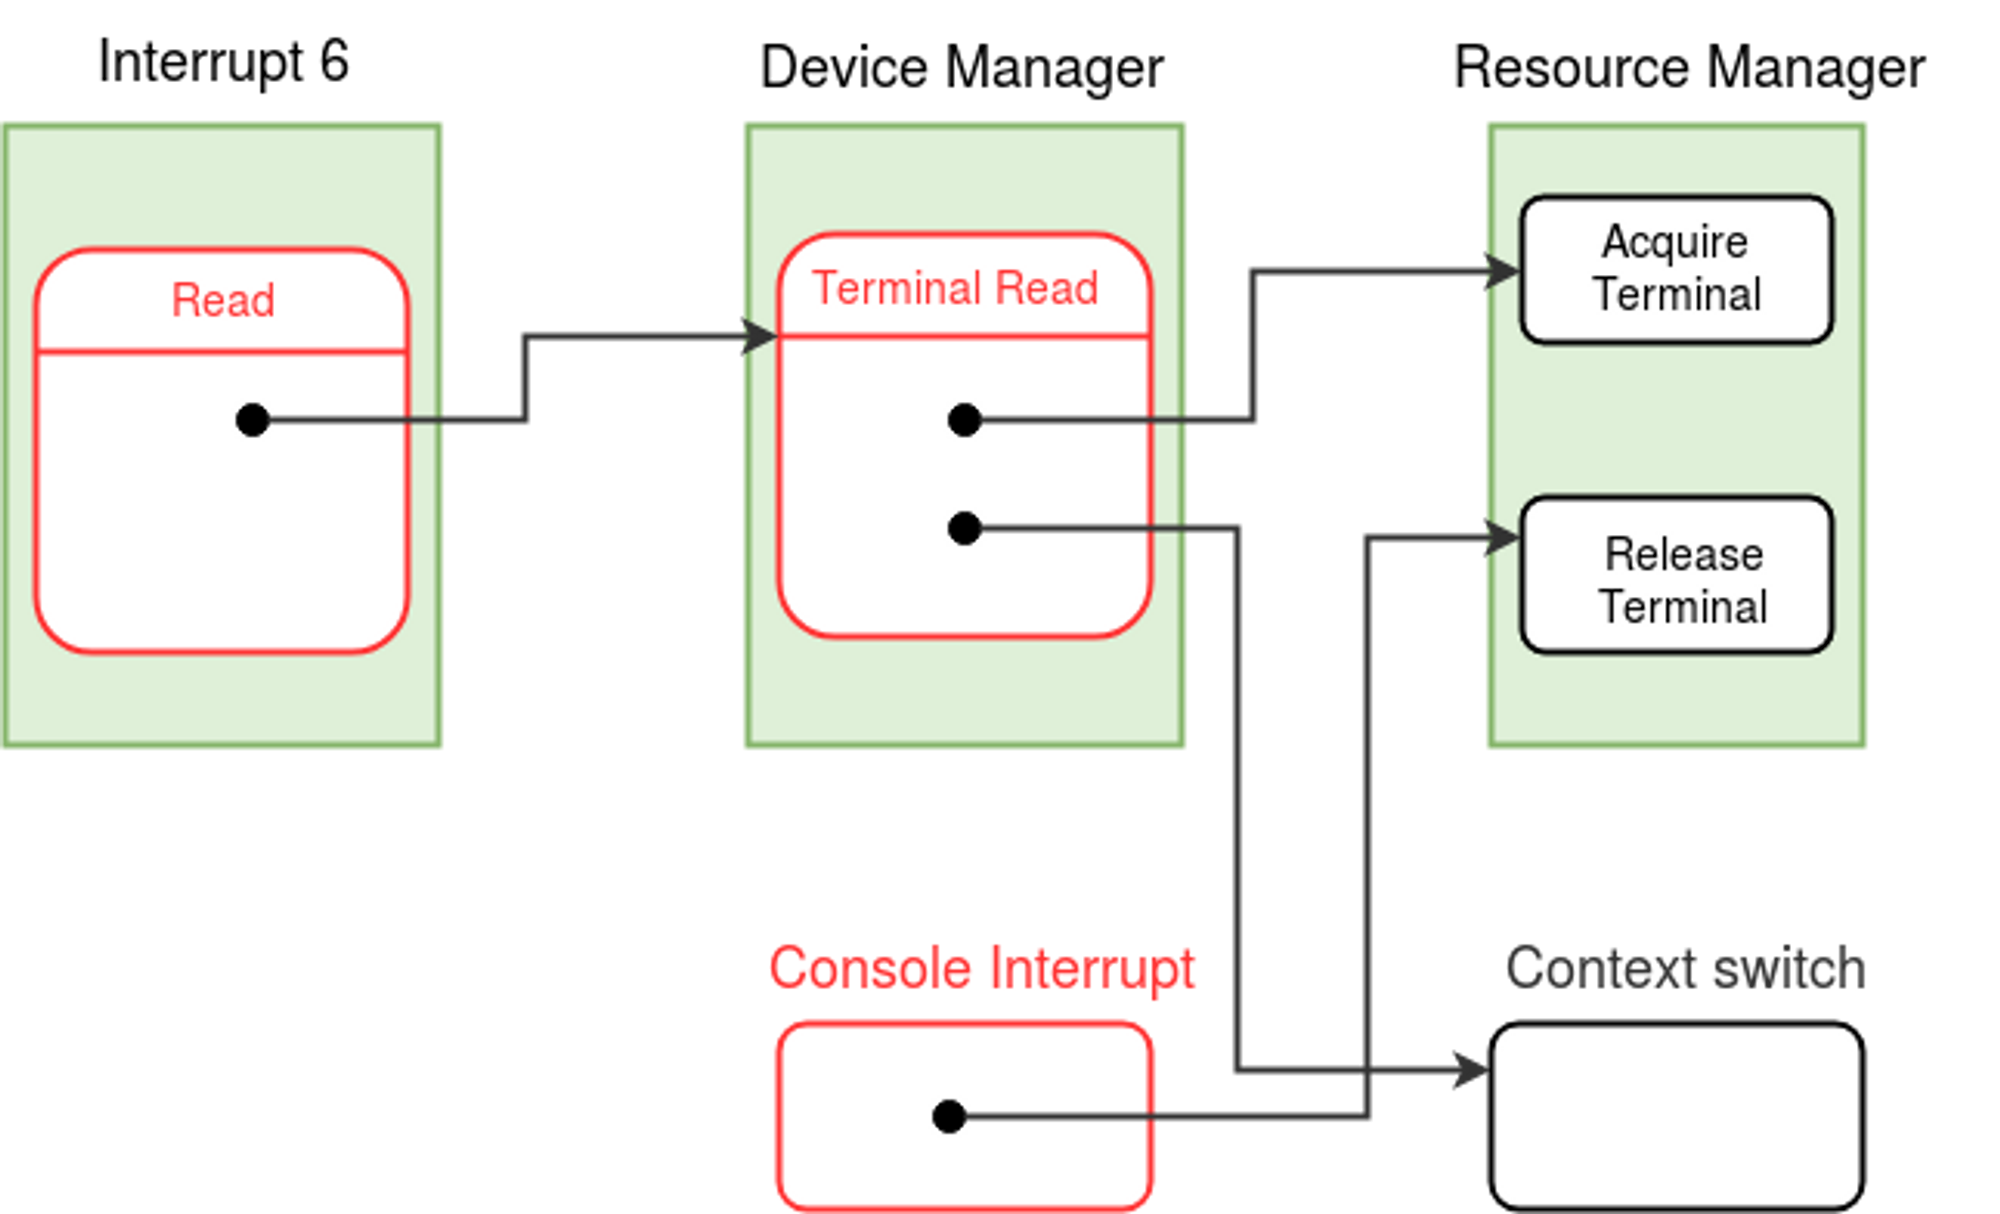 Interrupt 6
Device Manager
Resource Manager
Read
Terminal Read
Acquire
Terminal
Release
Terminal
Console Interrupt
Context switch